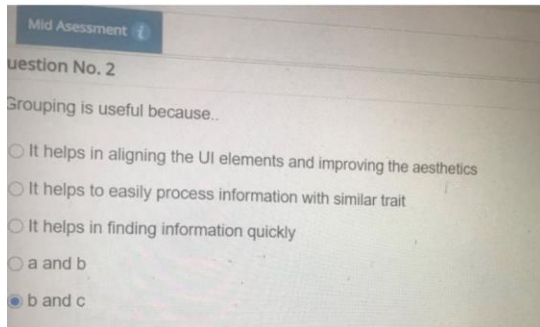 Mid Asessment i
uestion No. 2
Grouping is useful because..
It helps in aligning the UI elements and improving the aesthetics
It helps to easily process information with similar trait
It helps in finding information quickly
a and b
b and c